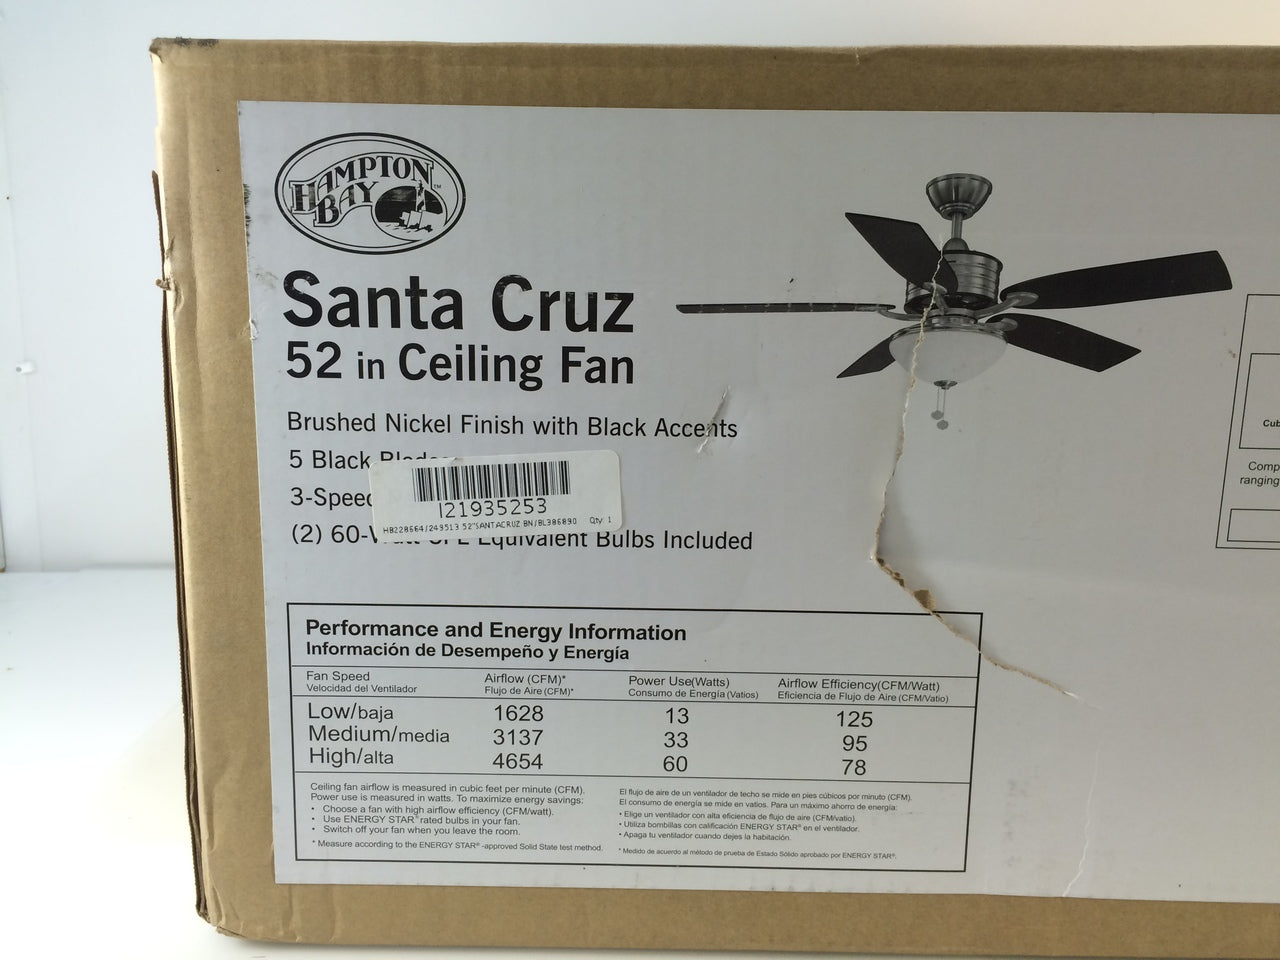 HAMPTON
BAY™
Santa Cruz
52 in Ceiling Fan
Brushed Nickel Finish with Black Accents
5 Black
3-Speed
(2) 60-Watt CFL Equivalent Bulbs Included
I21935253
HB228664/249513 52"SANTACRUZ BN/BL386890 Qty 1
Performance and Energy Information
Información de Desempeño y Energía
Fan Speed Airflow (CFM)* Power Use(Watts) Airflow Efficiency(CFM/Watt)
Velocidad del Ventilador Flujo de Aire (CFM)* Consumo de Energía (Vatios) Eficiencia de Flujo de Aire (CFM/Vatio)
Low/baja 1628 13 125
Medium/media 3137 33 95
High/alta 4654 60 78
Ceiling fan airflow is measured in cubic feet per minute (CFM).
Power use is measured in watts. To maximize energy savings:
• Choose a fan with high airflow efficiency (CFM/watt).
• Use ENERGY STAR® rated bulbs in your fan.
• Switch off your fan when you leave the room.
* Measure according to the ENERGY STAR® -approved Solid State test method.
El flujo de aire de un ventilador de techo se mide en pies cúbicos por minuto (CFM).
El consumo de energía se mide en vatios. Para un máximo ahorro de energía:
• Elige un ventilador con alta eficiencia de flujo de aire (CFM/vatio).
• Utiliza bombillas con calificación ENERGY STAR® en el ventilador.
• Apaga tu ventilador cuando dejes la habitación.
* Medido de acuerdo al método de prueba de Estado Sólido aprobado por ENERGY STAR®.
Cub
Comp
ranging